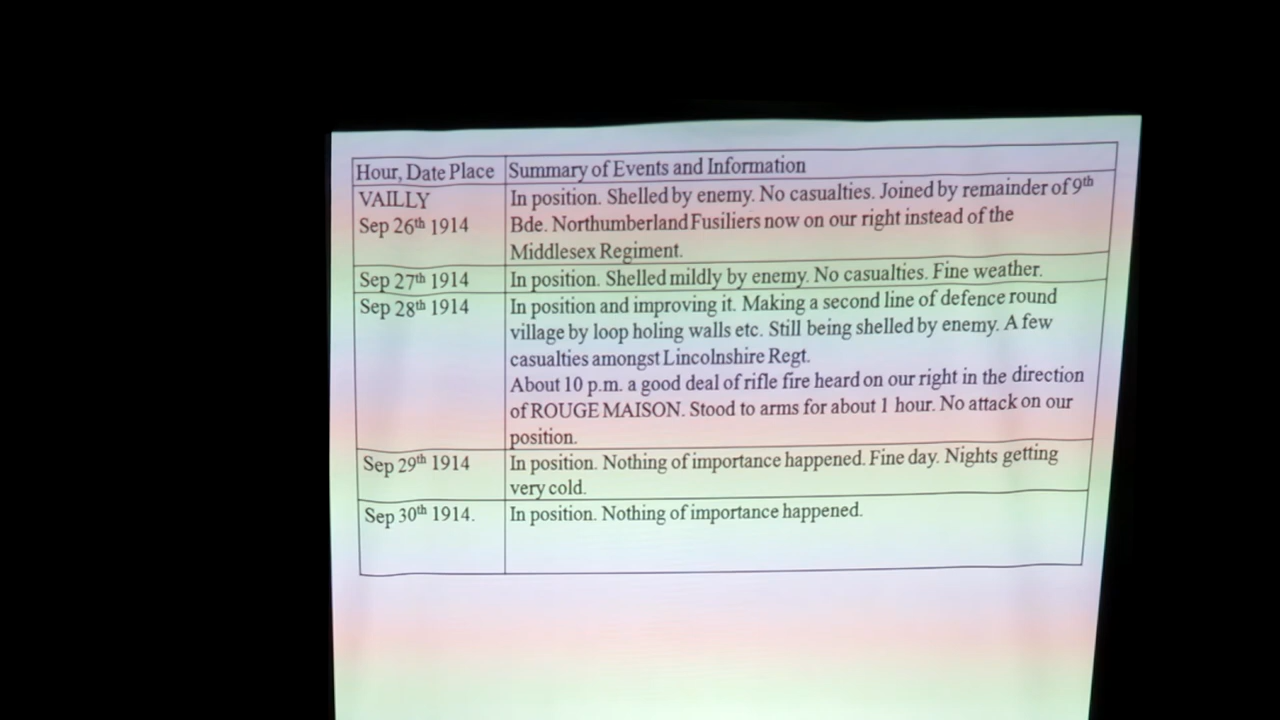 Hour, Date Place Summary of Events and Information
VAILLY
Sep 26th 1914
In position. Shelled by enemy. No casualties. Joined by remainder of 9th
Bde. Northumberland Fusiliers now on our right instead of the
Middlesex Regiment.
Sep 27th 1914 In position. Shelled mildly by enemy. No casualties. Fine weather.
Sep 28th 1914 In position and improving it. Making a second line of defence round
village by loop holing walls etc. Still being shelled by enemy. A few
casualties amongst Lincolnshire Regt.
About 10 p.m. a good deal of rifle fire heard on our right in the direction
of ROUGE MAISON. Stood to arms for about 1 hour. No attack on our
position.
Sep 29th 1914 In position. Nothing of importance happened. Fine day. Nights getting
very cold.
Sep 30th 1914. In position. Nothing of importance happened.